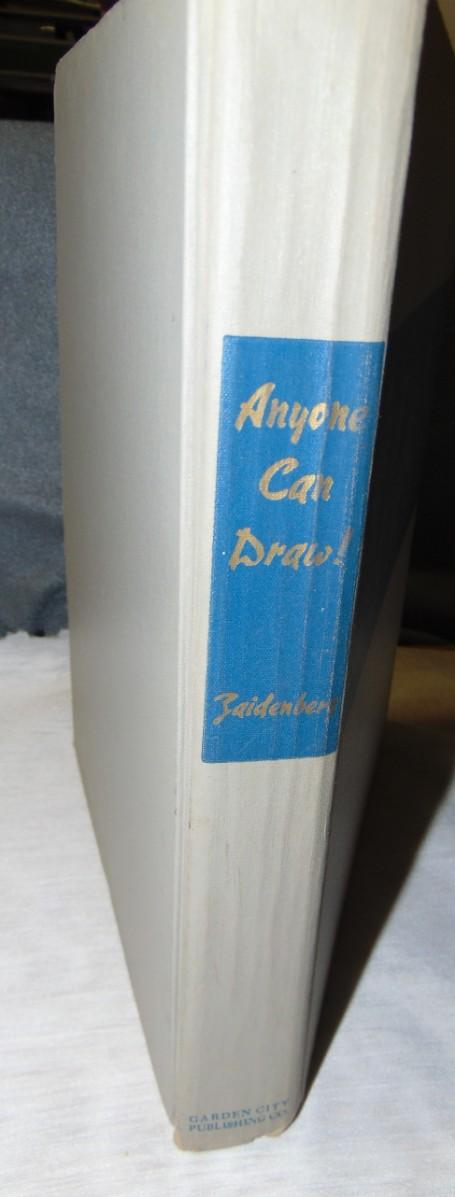 Anyone
Can
Draw!
Zaidenberg
GARDEN CITY
PUBLISHING CO.